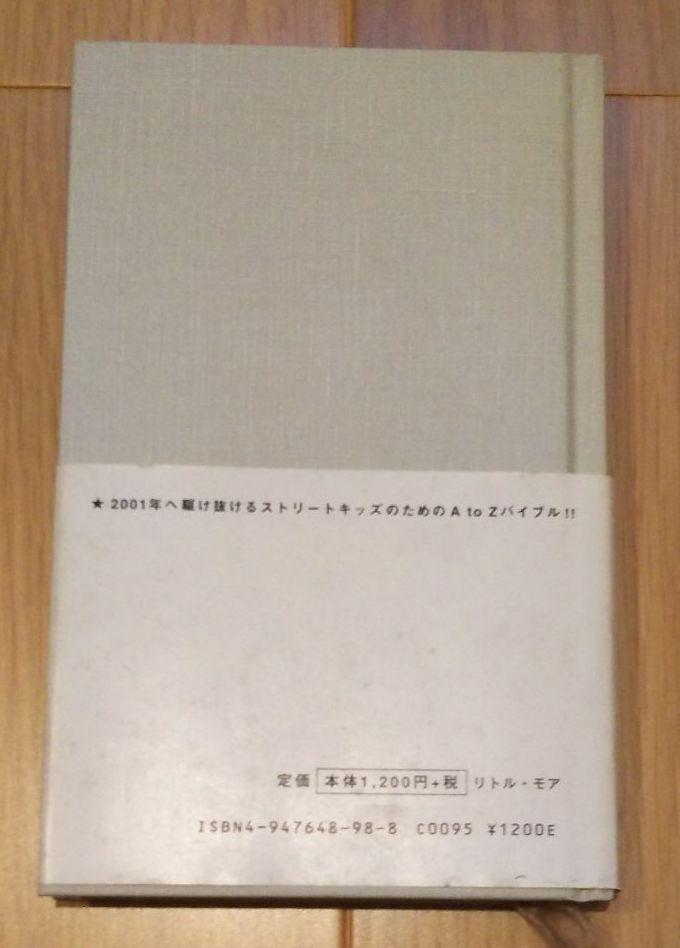 ★2001年へ駆け抜けるストリートキッズのためのA to Zバイブル!!
定価 本体1,200円+税 リトル・モア
ISBN4-947648-98-8 C0095 ¥1200E